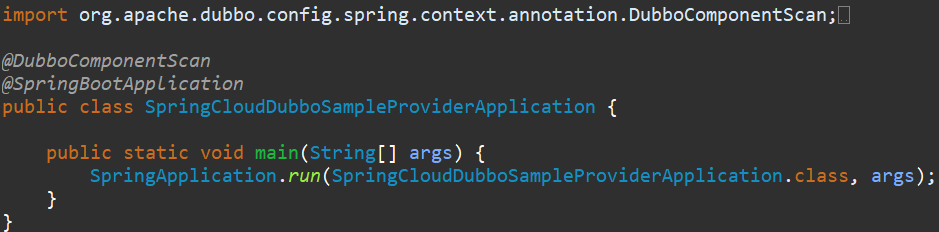 import org.apache.dubbo.config.spring.context.annotation.DubboComponentScan;
@DubboComponentScan
@SpringBootApplication
public class SpringCloudDubboSampleProviderApplication {
public static void main(String[] args) {
SpringApplication.run(SpringCloudDubboSampleProviderApplication.class, args);
}
}